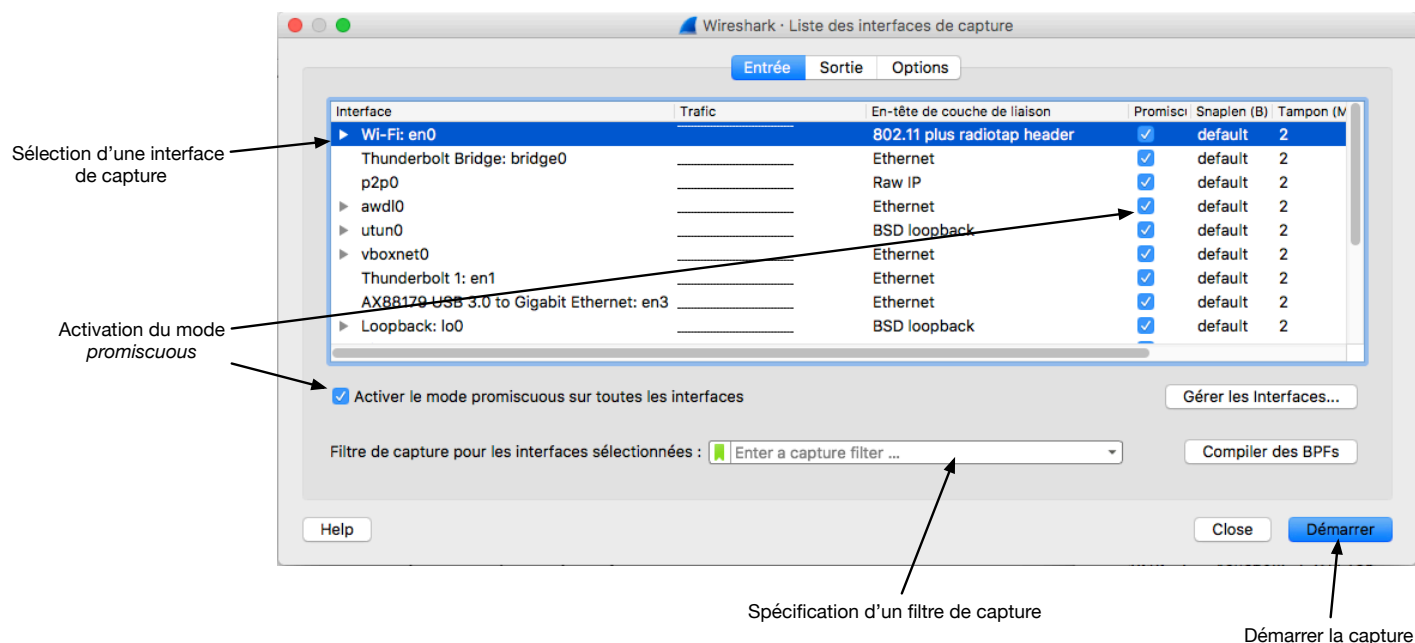 Wireshark · Liste des interfaces de capture
Entrée Sortie Options
Interface Trafic En-tête de couche de liaison Promiscu Snaplen (B) Tampon (M
Wi-Fi: en0 802.11 plus radiotap header default 2
Thunderbolt Bridge: bridge0 Ethernet default 2
p2p0 Raw IP default 2
awdl0 Ethernet default 2
utun0 BSD loopback default 2
vboxnet0 Ethernet default 2
Thunderbolt 1: en1 Ethernet default 2
AX88179 USB 3.0 to Gigabit Ethernet: en3 Ethernet default 2
Loopback: lo0 BSD loopback default 2
Sélection d’une interface
de capture
Activation du mode
promiscuous
Activer le mode promiscuous sur toutes les interfaces Gérer les Interfaces...
Filtre de capture pour les interfaces sélectionnées : Enter a capture filter ... Compiler des BPFs
Help Close Démarrer
Spécification d’un filtre de capture
Démarrer la capture